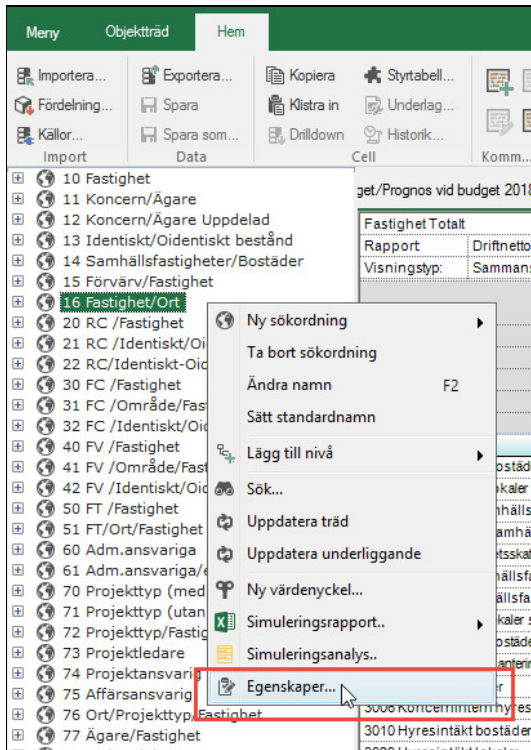 Meny Objektträd Hem
Importera... Exportera... Kopiera Styrtabell...
Fördelning... Spara Klistra in Underlag...
Källor... Spara som... Drilldown Historik...
Import Data Cell Komm...
10 Fastighet
11 Koncern/Ägare
12 Koncern/Ägare Uppdelad
13 Identiskt/Oidentiskt bestånd
14 Samhällsfastigheter/Bostäder
15 Förvärv/Fastighet
16 Fastighet/Ort
20 RC /Fastighet
21 RC /Identiskt/Oi
22 RC/Identiskt-Oid
30 FC /Fastighet
31 FC /Område/Fast
32 FC /Identiskt/Oid
40 FV /Fastighet
41 FV /Område/Fast
42 FV /Identiskt/Oid
50 FT /Fastighet
51 FT/Ort/Fastighet
60 Adm.ansvariga
61 Adm.ansvariga/
70 Projekttyp (med
71 Projekttyp (utan
72 Projekttyp/Fastig
73 Projektledare
74 Projektansvarig
75 Affärsansvarig
76 Ort/Projekttyp/Fastighet
77 Ägare/Fastighet
get/Prognos vid budget 2018
Fastighet Totalt
Rapport Driftnetto
Visningstyp: Samman
Ny sökordning
Ta bort sökordning
Ändra namn F2
Sätt standardnamn
Lägg till nivå
Sök...
Uppdatera träd
Uppdatera underliggande
Ny värdenyckel...
Simuleringsrapport..
Simuleringsanalys..
Egenskaper...
3008 Koncernintern hyres
3010 Hyresintäkt bostäder